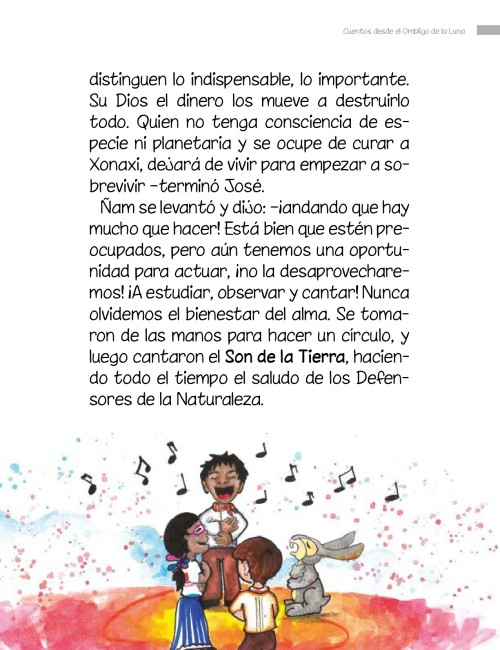 Cuentos desde el Ombligo de la Luna
distinguen lo indispensable, lo importante.
Su Dios el dinero los mueve a destruirlo
todo. Quien no tenga consciencia de es-
pecie ni planetaria y se ocupe de curar a
Xonaxi, dejará de vivir para empezar a so-
brevivir –terminó José.
Ñam se levantó y dijo: –¡andando que hay
mucho que hacer! Está bien que estén pre-
ocupados, pero aún tenemos una oportu-
nidad para actuar, ¡no la desaprovechare-
mos! ¡A estudiar, observar y cantar! Nunca
olvidemos el bienestar del alma. Se toma-
ron de las manos para hacer un círculo, y
luego cantaron el Son de la Tierra, hacien-
do todo el tiempo el saludo de los Defen-
sores de la Naturaleza.